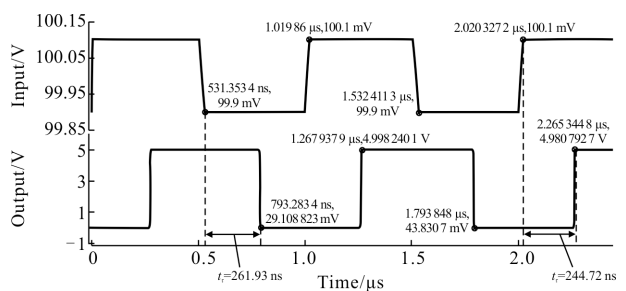 100.15
100.05
99.95
99.85
Input/V
1.019 86 μs,100.1 mV
2.020 327 2 μs,100.1 mV
531.353 4 ns,
99.9 mV
1.532 411 3 μs,
99.9 mV
5
3
1
−1
Output/V
1.267 937 9 μs,4.998 240 1 V
2.265 344 8 μs,
4.980 792 7 V
793.283 4 ns,
29.108 823 mV
1.793 848 μs,
43.830 7 mV
0
0.5
1.0
1.5
2.0
tr=261.93 ns
tr=244.72 ns
Time/μs